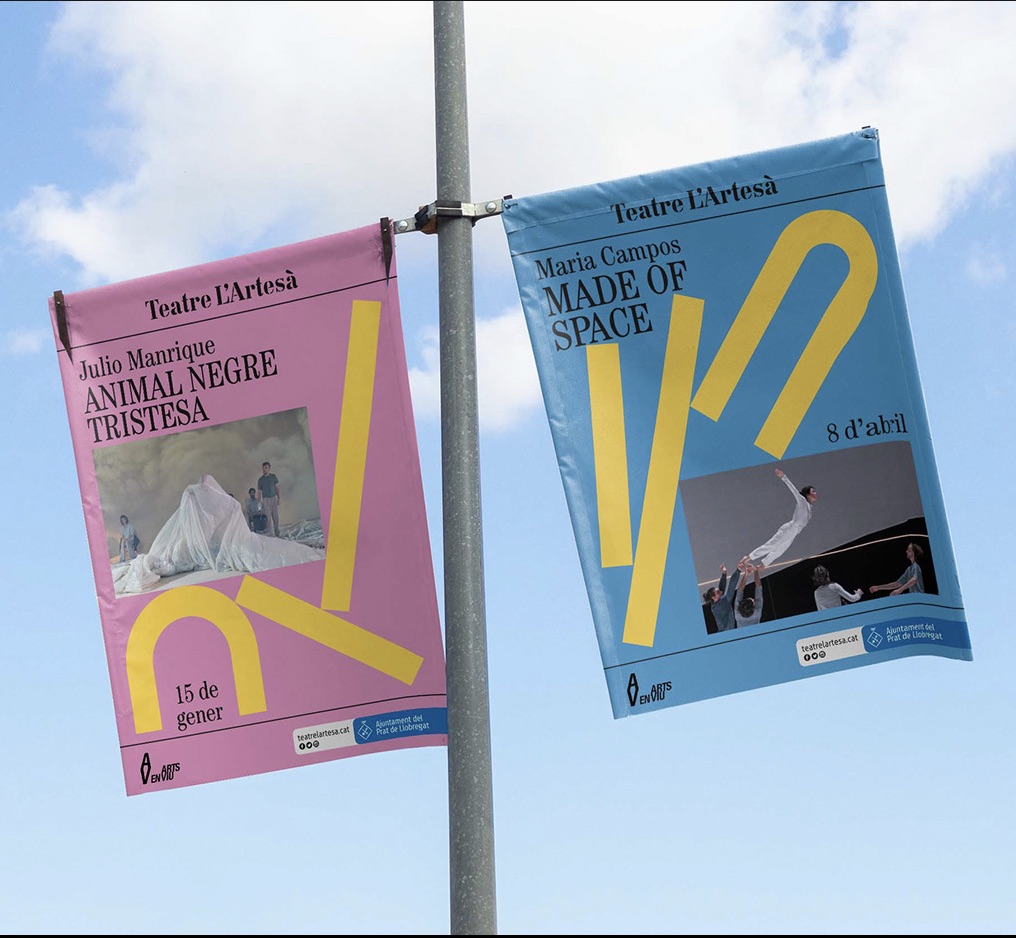 Teatre L'Artesà
Julio Manrique
ANIMAL NEGRE
TRISTESA
15 de
gener
teatrelartesa.cat
Ajuntament del
Prat de Llobregat
ARTS
EN VIU
Teatre L'Artesà
Maria Campos
MADE OF
SPACE
8 d'abril
teatrelartesa.cat
Ajuntament del
Prat de Llobregat
ARTS
EN VIU